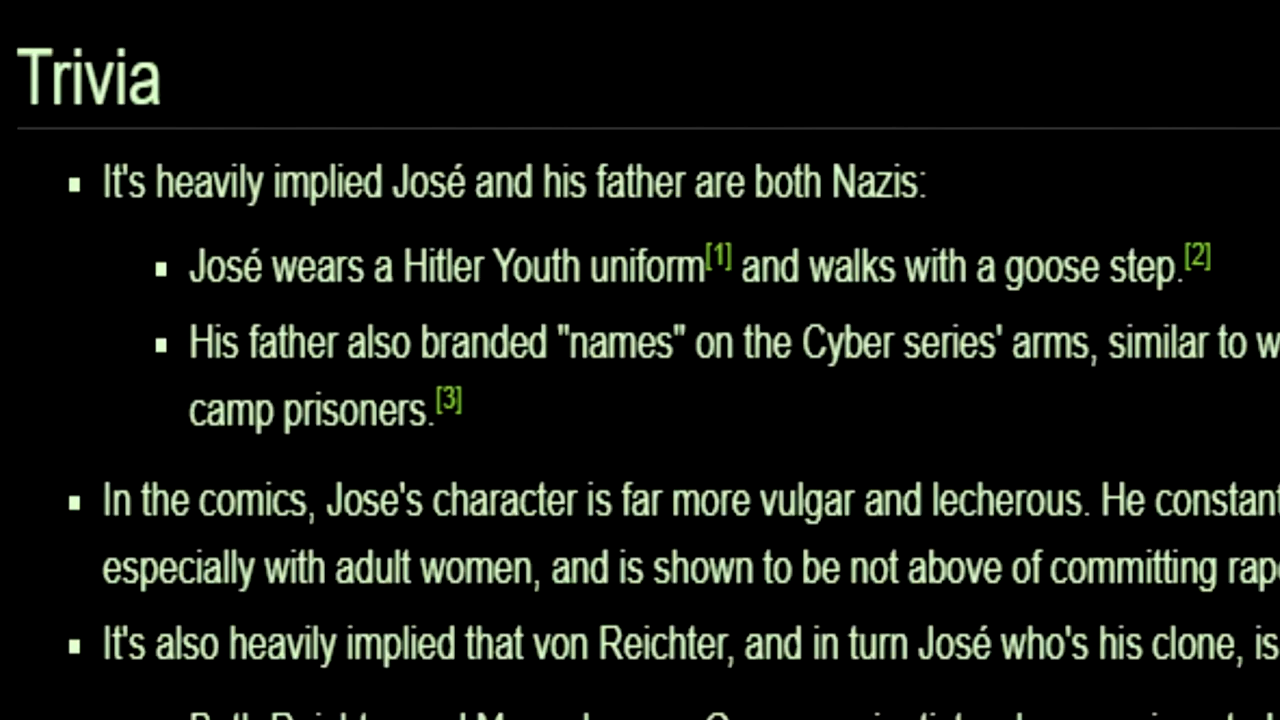 Trivia
It's heavily implied José and his father are both Nazis:
José wears a Hitler Youth uniform[1] and walks with a goose step.[2]
His father also branded "names" on the Cyber series' arms, similar to
camp prisoners.[3]
In the comics, Jose's character is far more vulgar and lecherous. He
especially with adult women, and is shown to be not above of committing
It's also heavily implied that von Reichter, and in turn José who's his clone, is